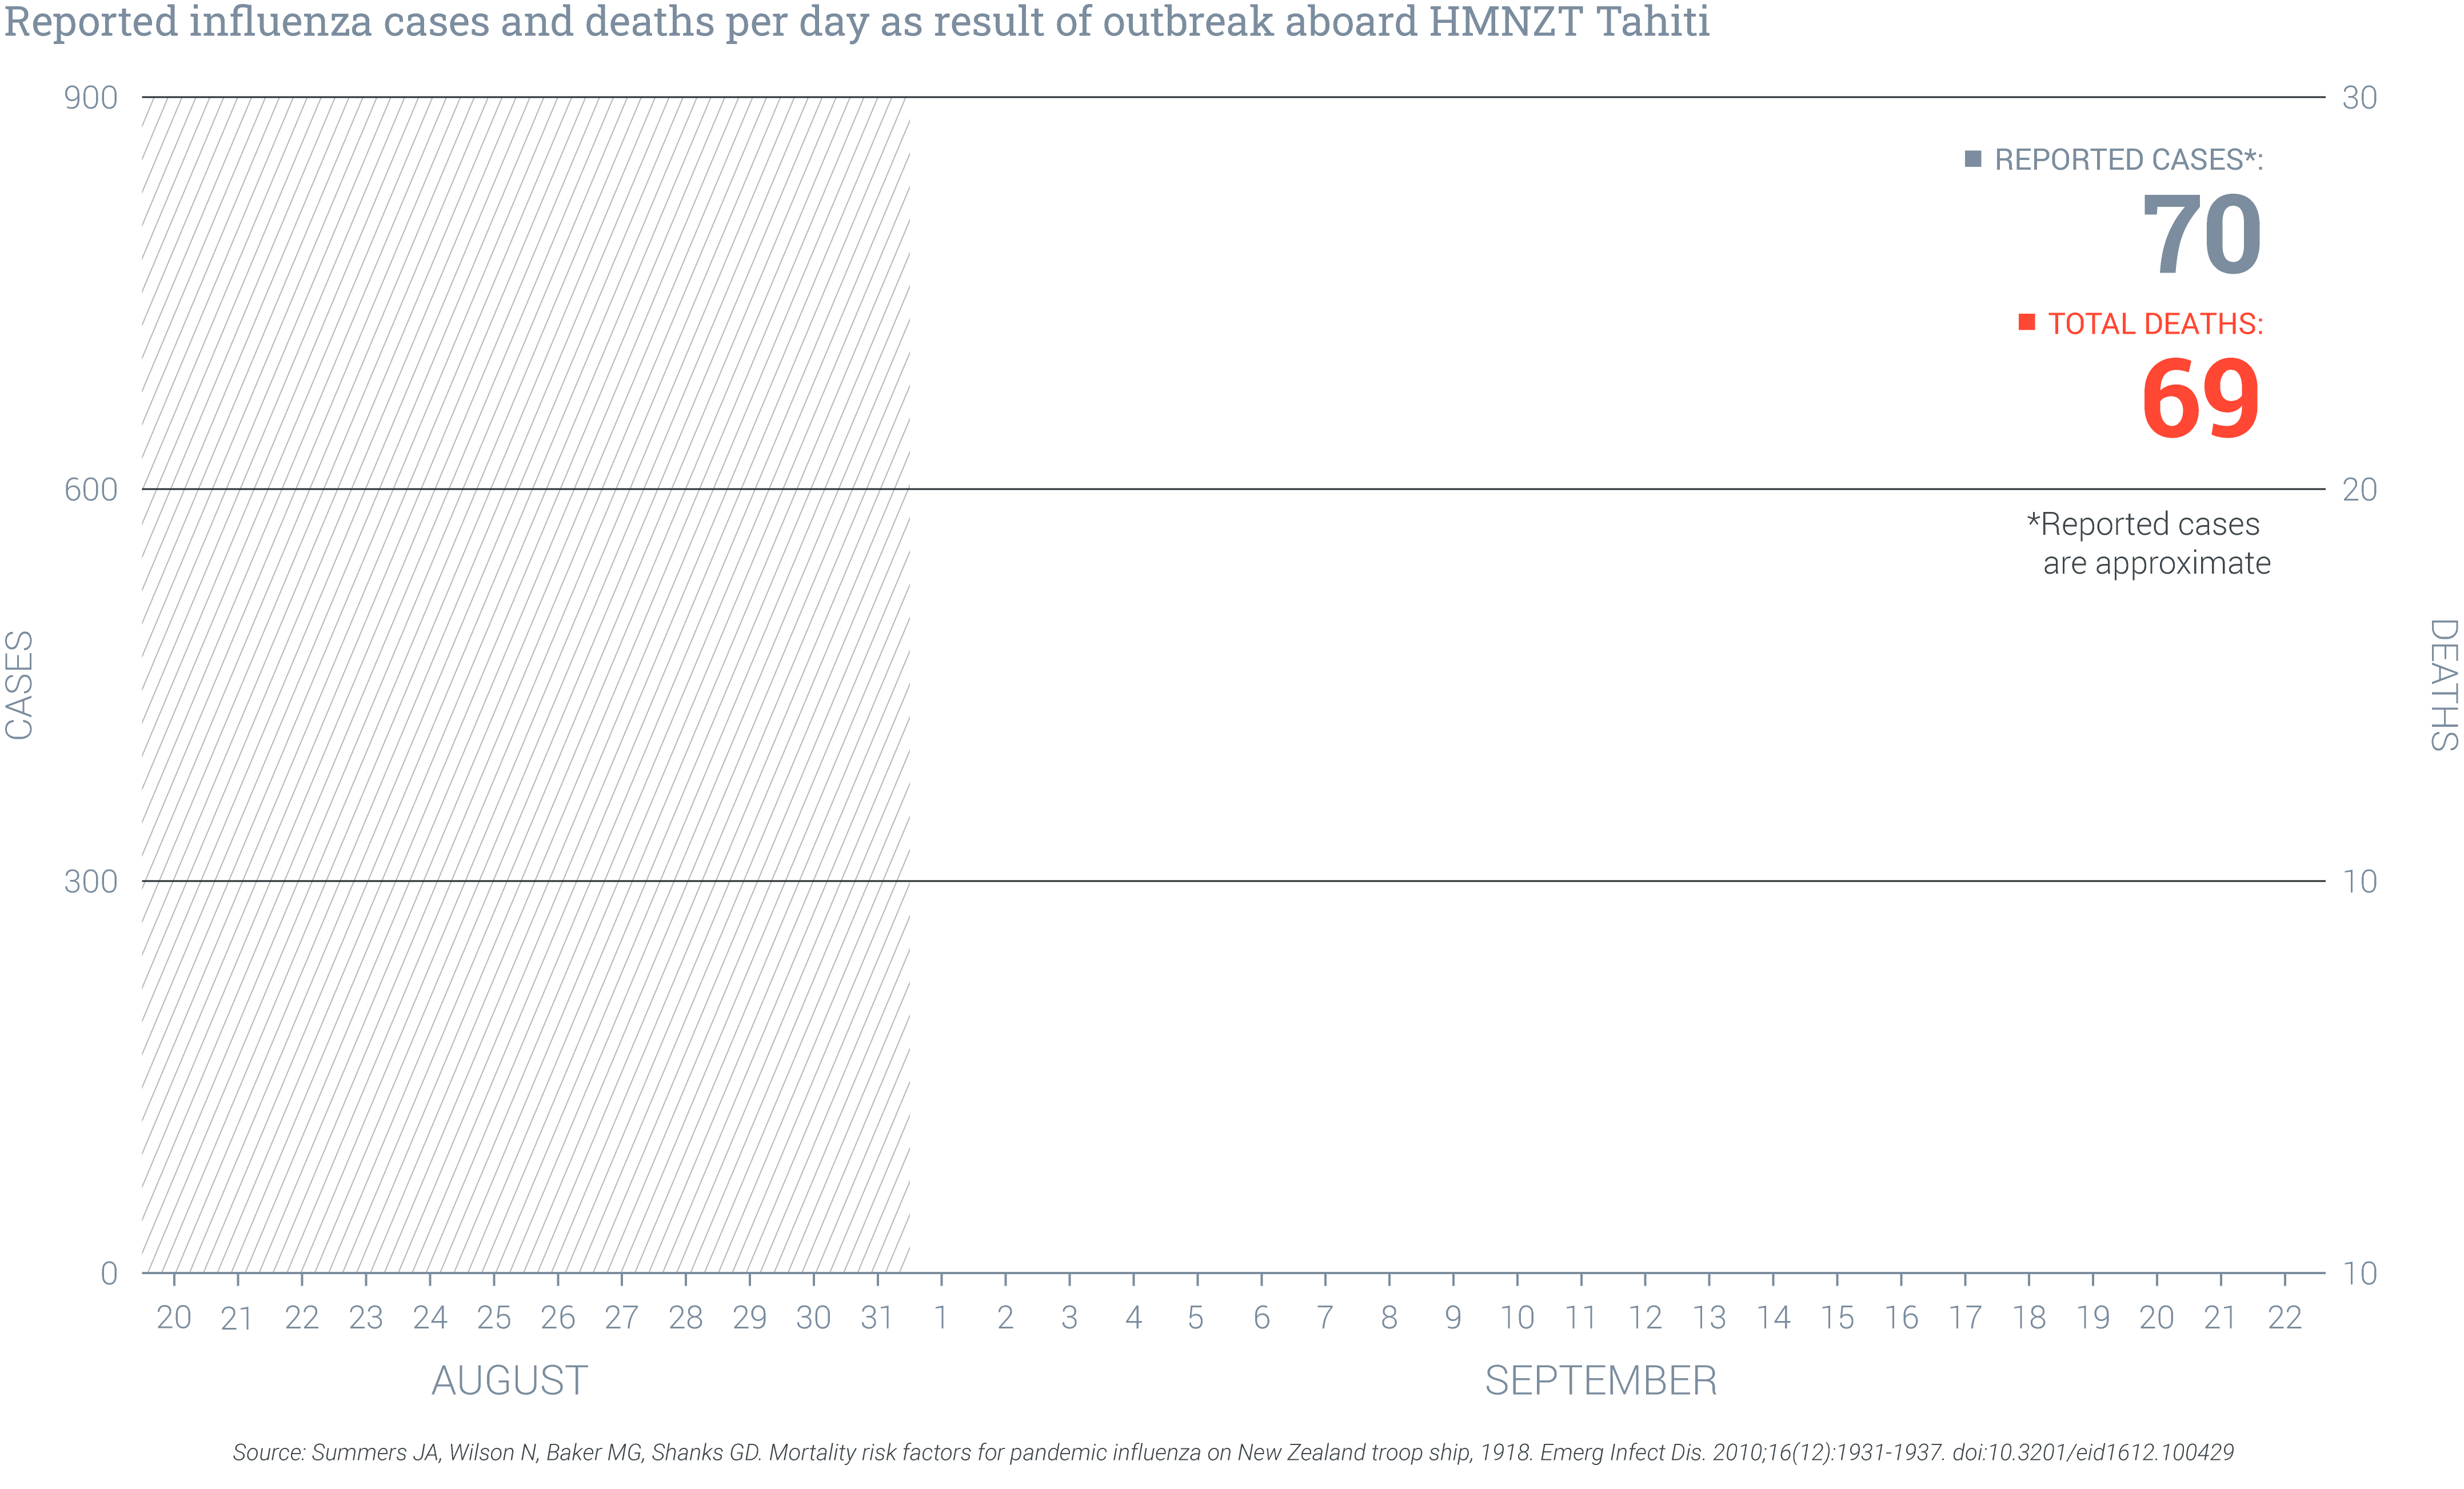 Reported influenza cases and deaths per day as result of outbreak aboard HMNZT Tahiti
900
30
REPORTED CASES*:
70
TOTAL DEATHS:
69
600
20
*Reported cases
are approximate
CASES
DEATHS
300
10
0
10
20 21 22 23 24 25 26 27 28 29 30 31 1 2 3 4 5 6 7 8 9 10 11 12 13 14 15 16 17 18 19 20 21 22
AUGUST
SEPTEMBER
Source: Summers JA, Wilson N, Baker MG, Shanks GD. Mortality risk factors for pandemic influenza on New Zealand troop ship, 1918. Emerg Infect Dis. 2010;16(12):1931-1937. doi:10.3201/eid1612.100429